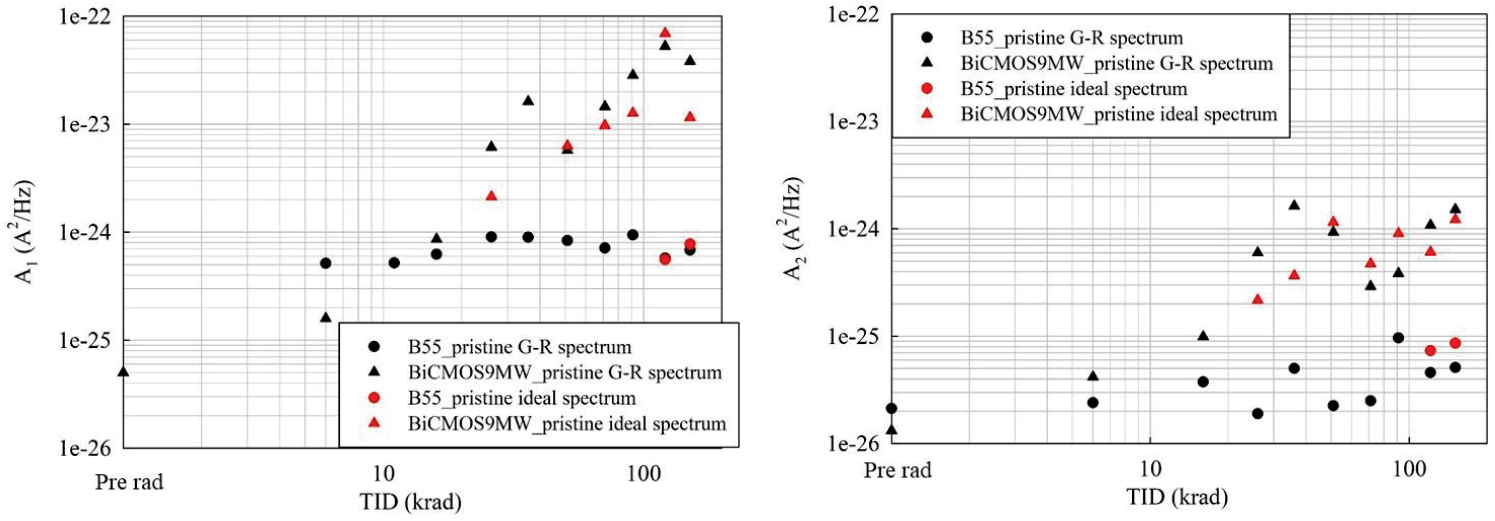 1e-22
1e-23
1e-24
1e-25
1e-26
A1 (A^2/Hz)
B55_pristine G-R spectrum
BiCMOS9MW_pristine G-R spectrum
B55_pristine ideal spectrum
BiCMOS9MW_pristine ideal spectrum
Pre rad
10
100
TID (krad)
1e-22
1e-23
1e-24
1e-25
1e-26
A2 (A^2/Hz)
B55_pristine G-R spectrum
BiCMOS9MW_pristine G-R spectrum
B55_pristine ideal spectrum
BiCMOS9MW_pristine ideal spectrum
Pre rad
10
100
TID (krad)